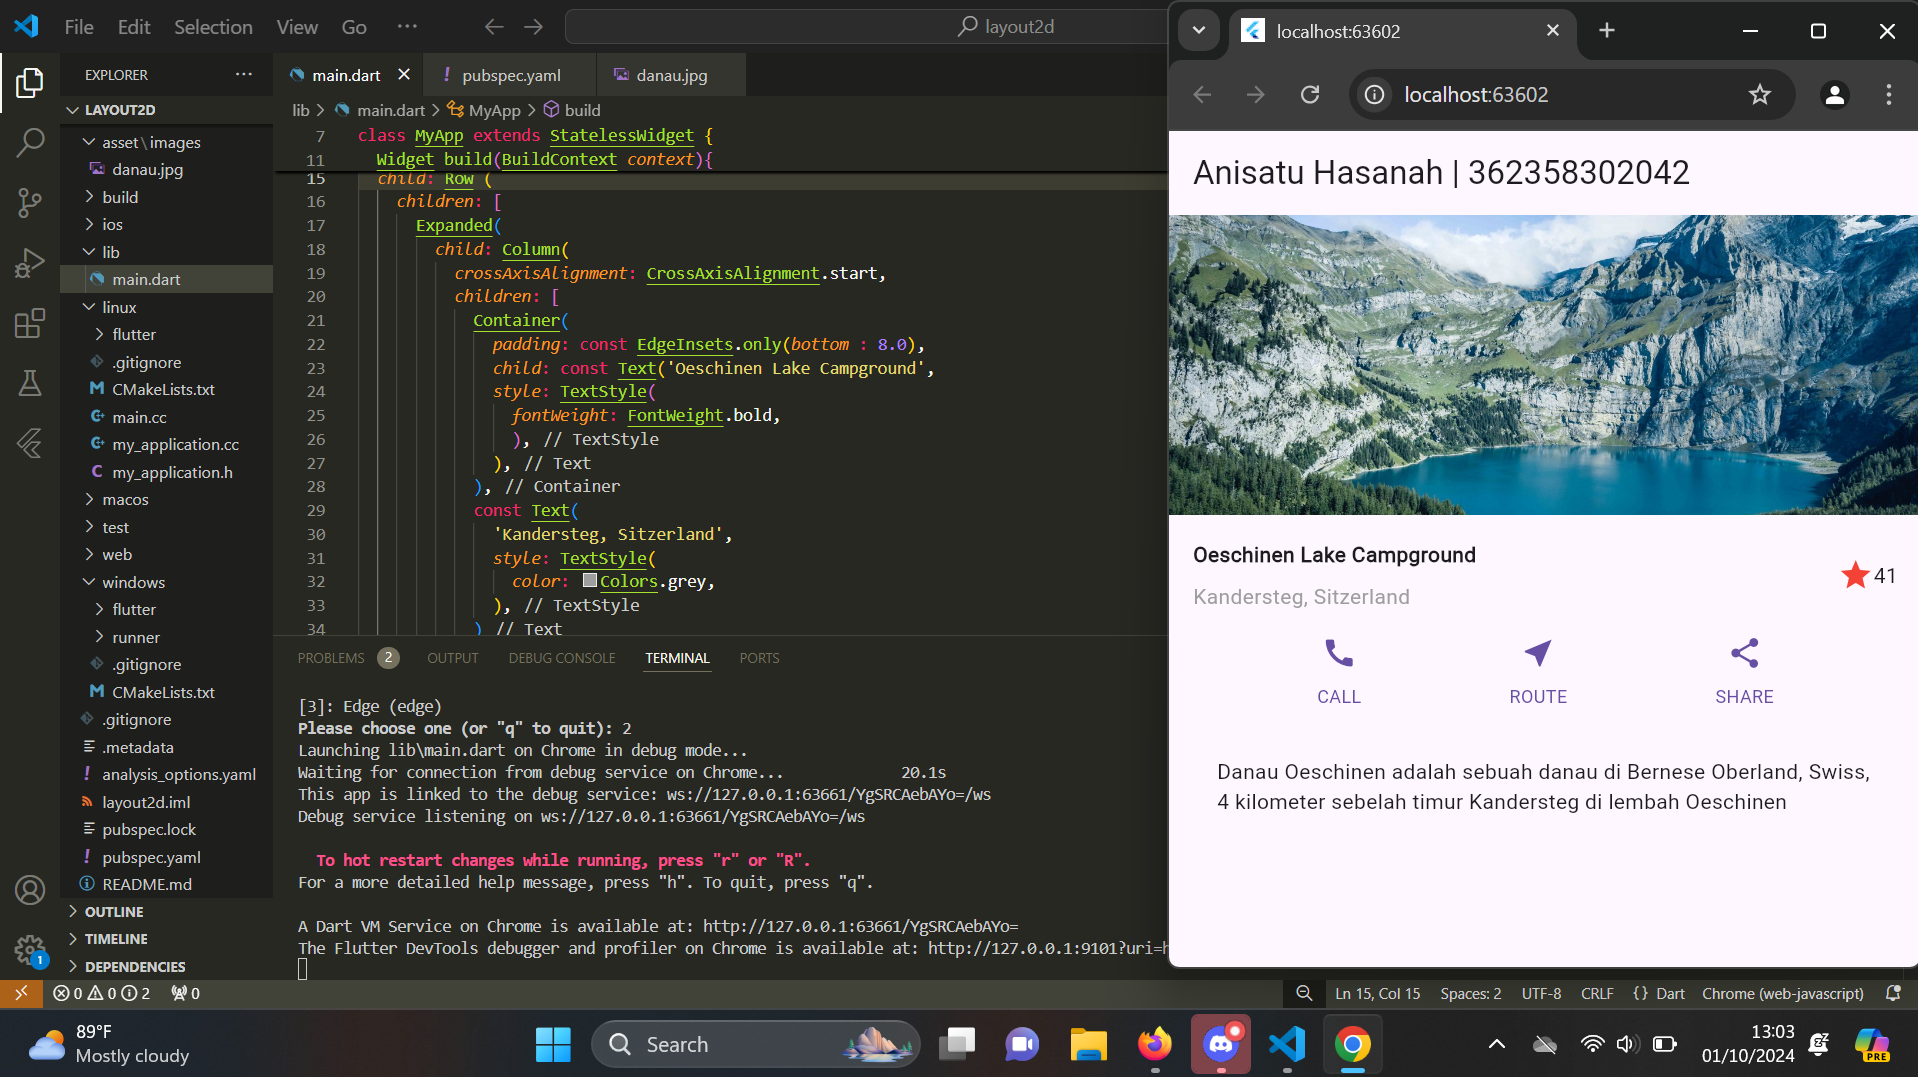 File Edit Selection View Go ···
layout2d
EXPLORER ···
LAYOUT2D
asset\images
danau.jpg
build
ios
lib
main.dart
linux
flutter
.gitignore
M CMakeLists.txt
main.cc
my_application.cc
C my_application.h
macos
test
web
windows
flutter
runner
.gitignore
M CMakeLists.txt
.gitignore
.metadata
! analysis_options.yaml
layout2d.iml
pubspec.lock
! pubspec.yaml
README.md
OUTLINE
TIMELINE
DEPENDENCIES
1
main.dart
! pubspec.yaml
danau.jpg
lib > main.dart > MyApp > build
7 class MyApp extends StatelessWidget {
11 Widget build(BuildContext context){
15 child: Row (
16 children: [
17 Expanded(
18 child: Column(
19 crossAxisAlignment: CrossAxisAlignment.start,
20 children: [
21 Container(
22 padding: const EdgeInsets.only(bottom : 8.0),
23 child: const Text('Oeschinen Lake Campground',
24 style: TextStyle(
25 fontWeight: FontWeight.bold,
26 ), // TextStyle
27 ), // Text
28 ), // Container
29 const Text(
30 'Kandersteg, Sitzerland',
31 style: TextStyle(
32 color: Colors.grey,
33 ), // TextStyle
34 ) // Text
PROBLEMS 2 OUTPUT DEBUG CONSOLE TERMINAL PORTS
[3]: Edge (edge)
Please choose one (or "q" to quit): 2
Launching lib\main.dart on Chrome in debug mode...
Waiting for connection from debug service on Chrome... 20.1s
This app is linked to the debug service: ws://127.0.0.1:63661/YgSRCAebAYo=/ws
Debug service listening on ws://127.0.0.1:63661/YgSRCAebAYo=/ws
To hot restart changes while running, press "r" or "R".
For a more detailed help message, press "h". To quit, press "q".
A Dart VM Service on Chrome is available at: http://127.0.0.1:63661/YgSRCAebAYo=
The Flutter DevTools debugger and profiler on Chrome is available at: http://127.0.0.1:9101?uri=h
localhost:63602
localhost:63602
Anisatu Hasanah | 362358302042
Oeschinen Lake Campground
Kandersteg, Sitzerland
41
CALL ROUTE SHARE
Danau Oeschinen adalah sebuah danau di Bernese Oberland, Swiss,
4 kilometer sebelah timur Kandersteg di lembah Oeschinen
0 0 2 0
Ln 15, Col 15 Spaces: 2 UTF-8 CRLF {} Dart Chrome (web-javascript)
89°F
Mostly cloudy
Search
13:03
01/10/2024
PRE